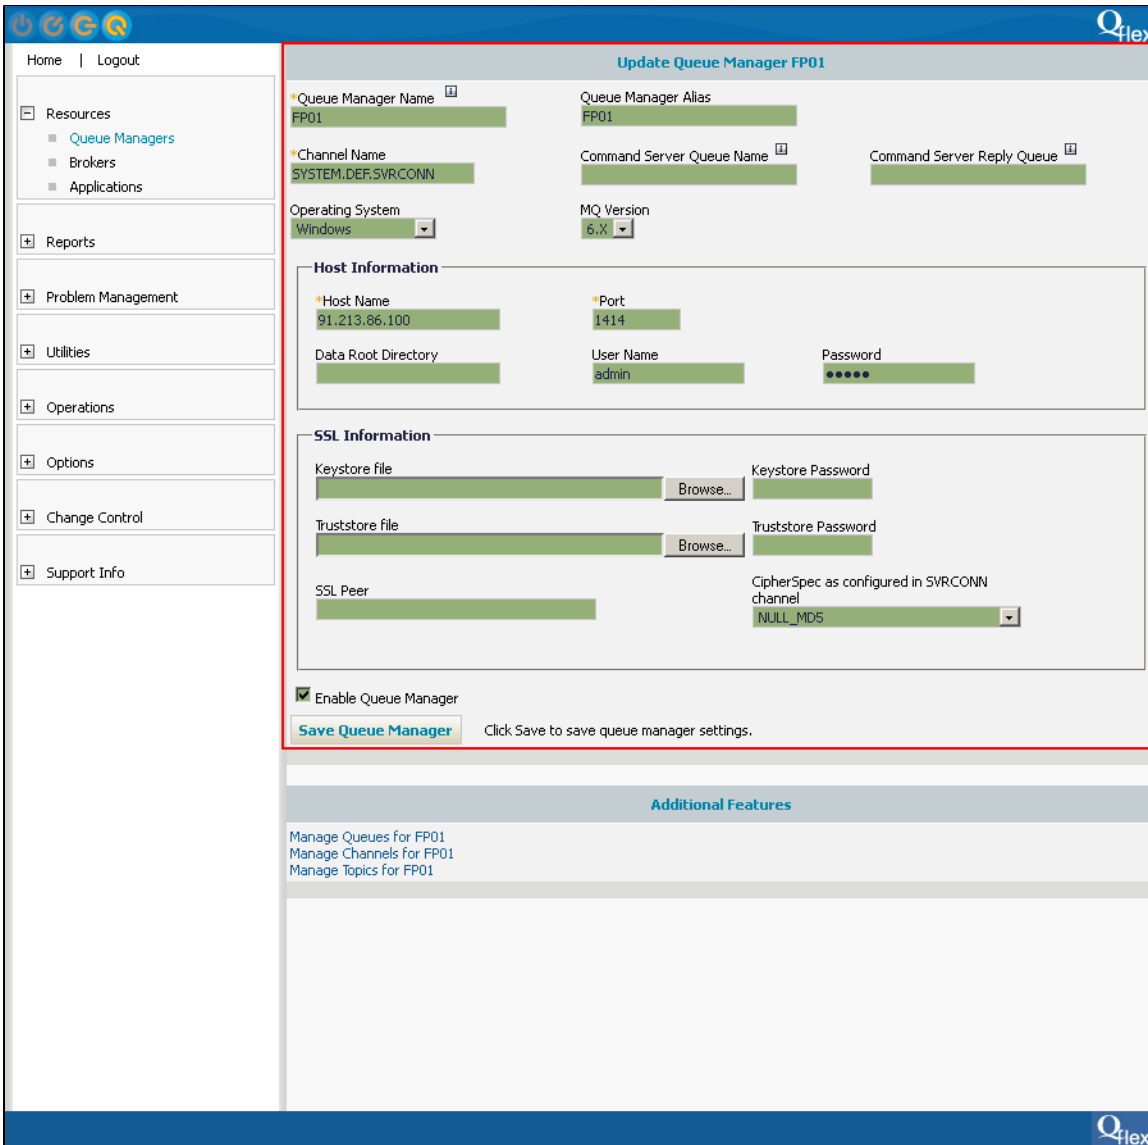 Qflex
Home | Logout
Resources
Queue Managers
Brokers
Applications
Reports
Problem Management
Utilities
Operations
Options
Change Control
Support Info
Update Queue Manager FP01
*Queue Manager Name
Queue Manager Alias
FP01
FP01
*Channel Name
Command Server Queue Name
Command Server Reply Queue
SYSTEM.DEF.SVRCONN
Operating System
MQ Version
Windows
6.X
Host Information
*Host Name
*Port
91.213.86.100
1414
Data Root Directory
User Name
Password
admin
•••••
SSL Information
Keystore file
Keystore Password
Browse...
Truststore file
Truststore Password
Browse...
SSL Peer
CipherSpec as configured in SVRCONN
channel
NULL_MD5
Enable Queue Manager
Save Queue Manager
Click Save to save queue manager settings.
Additional Features
Manage Queues for FP01
Manage Channels for FP01
Manage Topics for FP01
Qflex